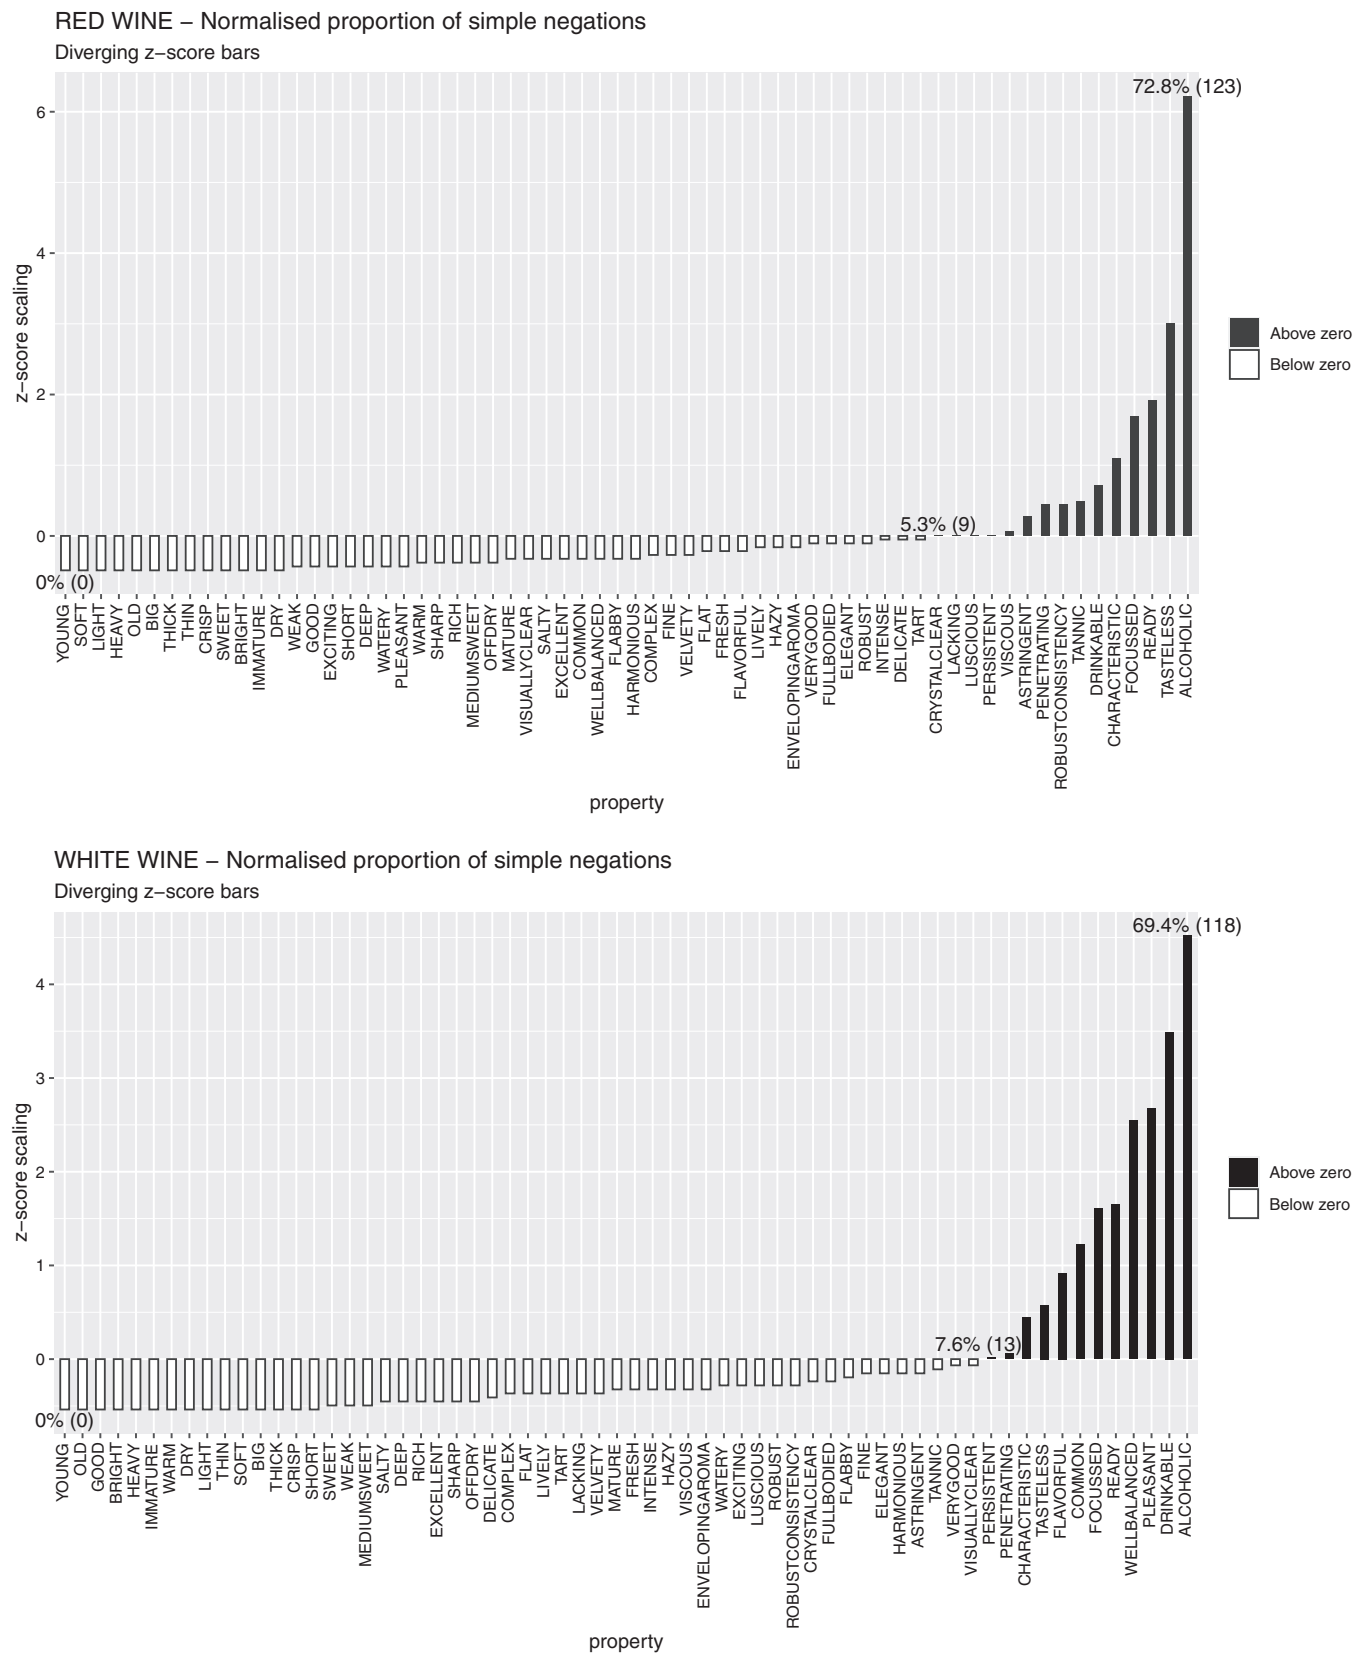 RED WINE – Normalised proportion of simple negations
Diverging z−score bars
72.8% (123)
6
4
2
0
z−score scaling
5.3% (9)
0% (0)
Above zero
Below zero
YOUNG
SOFT
LIGHT
HEAVY
OLD
BIG
THICK
THIN
CRISP
SWEET
BRIGHT
IMMATURE
DRY
WEAK
GOOD
EXCITING
SHORT
DEEP
WATERY
PLEASANT
WARM
SHARP
RICH
MEDIUMSWEET
OFFDRY
MATURE
VISUALLYCLEAR
SALTY
EXCELLENT
COMMON
WELLBALANCED
FLABBY
HARMONIOUS
COMPLEX
FINE
VELVETY
FLAT
FRESH
FLAVORFUL
LIVELY
HAZY
ENVELOPINGAROMA
VERYGOOD
FULLBODIED
ELEGANT
ROBUST
INTENSE
DELICATE
TART
CRYSTALCLEAR
LACKING
LUSCIOUS
PERSISTENT
VISCOUS
ASTRINGENT
PENETRATING
ROBUSTCONSISTENCY
TANNIC
DRINKABLE
CHARACTERISTIC
FOCUSSED
READY
TASTELESS
ALCOHOLIC
property
WHITE WINE – Normalised proportion of simple negations
Diverging z−score bars
69.4% (118)
4
3
2
1
0
z−score scaling
7.6% (13)
0% (0)
Above zero
Below zero
YOUNG
OLD
GOOD
BRIGHT
HEAVY
IMMATURE
WARM
DRY
LIGHT
THIN
SOFT
BIG
THICK
CRISP
SHORT
SWEET
WEAK
MEDIUMSWEET
SALTY
DEEP
RICH
EXCELLENT
SHARP
OFFDRY
DELICATE
COMPLEX
FLAT
LIVELY
TART
LACKING
VELVETY
MATURE
FRESH
INTENSE
HAZY
VISCOUS
ENVELOPINGAROMA
WATERY
EXCITING
LUSCIOUS
ROBUST
ROBUSTCONSISTENCY
CRYSTALCLEAR
FULLBODIED
FLABBY
FINE
ELEGANT
HARMONIOUS
ASTRINGENT
TANNIC
VERYGOOD
VISUALLYCLEAR
PERSISTENT
PENETRATING
CHARACTERISTIC
TASTELESS
FLAVORFUL
COMMON
FOCUSSED
READY
WELLBALANCED
PLEASANT
DRINKABLE
ALCOHOLIC
property